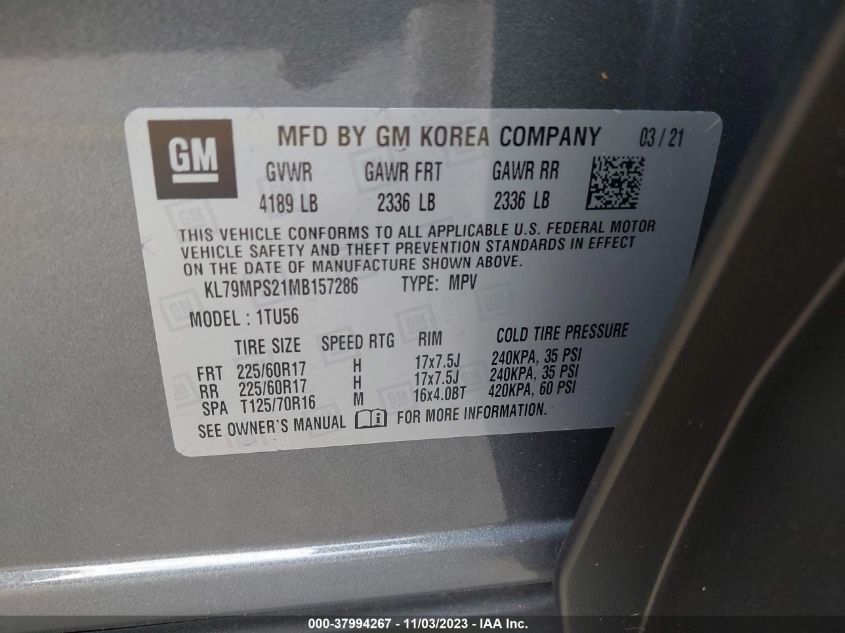 GM MFD BY GM KOREA COMPANY 03/21
GVWR GAWR FRT GAWR RR
4189 LB 2336 LB 2336 LB
THIS VEHICLE CONFORMS TO ALL APPLICABLE U.S. FEDERAL MOTOR
VEHICLE SAFETY AND THEFT PREVENTION STANDARDS IN EFFECT
ON THE DATE OF MANUFACTURE SHOWN ABOVE.
KL79MPS21MB157286 TYPE: MPV
MODEL : 1TU56
TIRE SIZE SPEED RTG RIM COLD TIRE PRESSURE
FRT 225/60R17 H 17x7.5J 240KPA, 35 PSI
RR 225/60R17 H 17x7.5J 240KPA, 35 PSI
SPA T125/70R16 M 16x4.0BT 420KPA, 60 PSI
SEE OWNER'S MANUAL FOR MORE INFORMATION.
000-37994267 - 11/03/2023 - IAAI Inc.